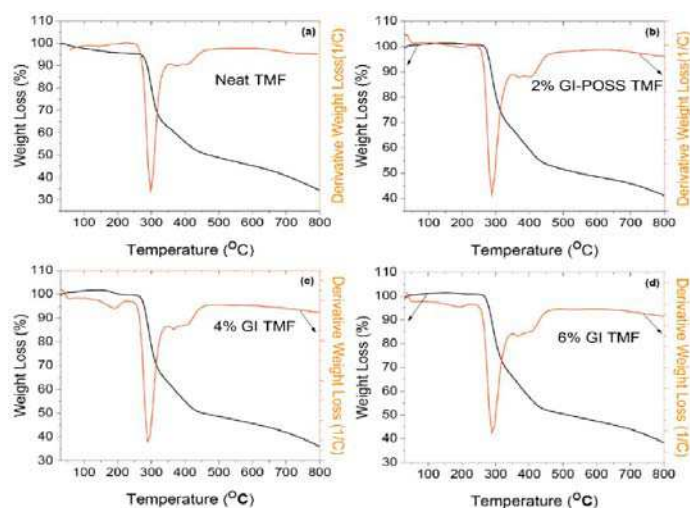 110
(a)
100
90
80
70
60
50
40
30
Neat TMF
Weight Loss (%)
Derivative Weight Loss (1/C)
100 200 300 400 500 600 700 800
Temperature (°C)
110
(b)
100
90
80
70
60
50
40
2% GI-POSS TMF
Weight Loss (%)
Derivative Weight Loss(1/C)
100 200 300 400 500 600 700 800
Temperature (°C)
110
(c)
100
90
80
70
60
50
40
30
4% GI TMF
Weight Loss (%)
Derivative Weight Loss (1/C)
100 200 300 400 500 600 700 800
Temperature (°C)
110
(d)
100
90
80
70
60
50
40
30
6% GI TMF
Weight Loss (%)
Derivative Weight Loss (1/C)
100 200 300 400 500 600 700 800
Temperature (°C)